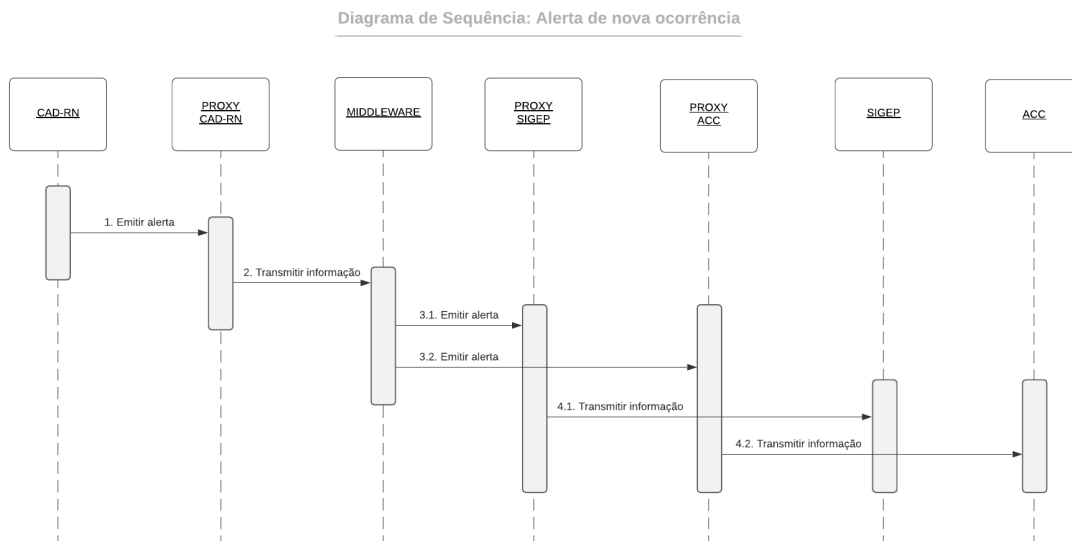 Diagrama de Sequência: Alerta de nova ocorrência
CAD-RN
PROXY
CAD-RN
MIDDLEWARE
PROXY
SIGEP
PROXY
ACC
SIGEP
ACC
1. Emitir alerta
2. Transmitir informação
3.1. Emitir alerta
3.2. Emitir alerta
4.1. Transmitir informação
4.2. Transmitir informação